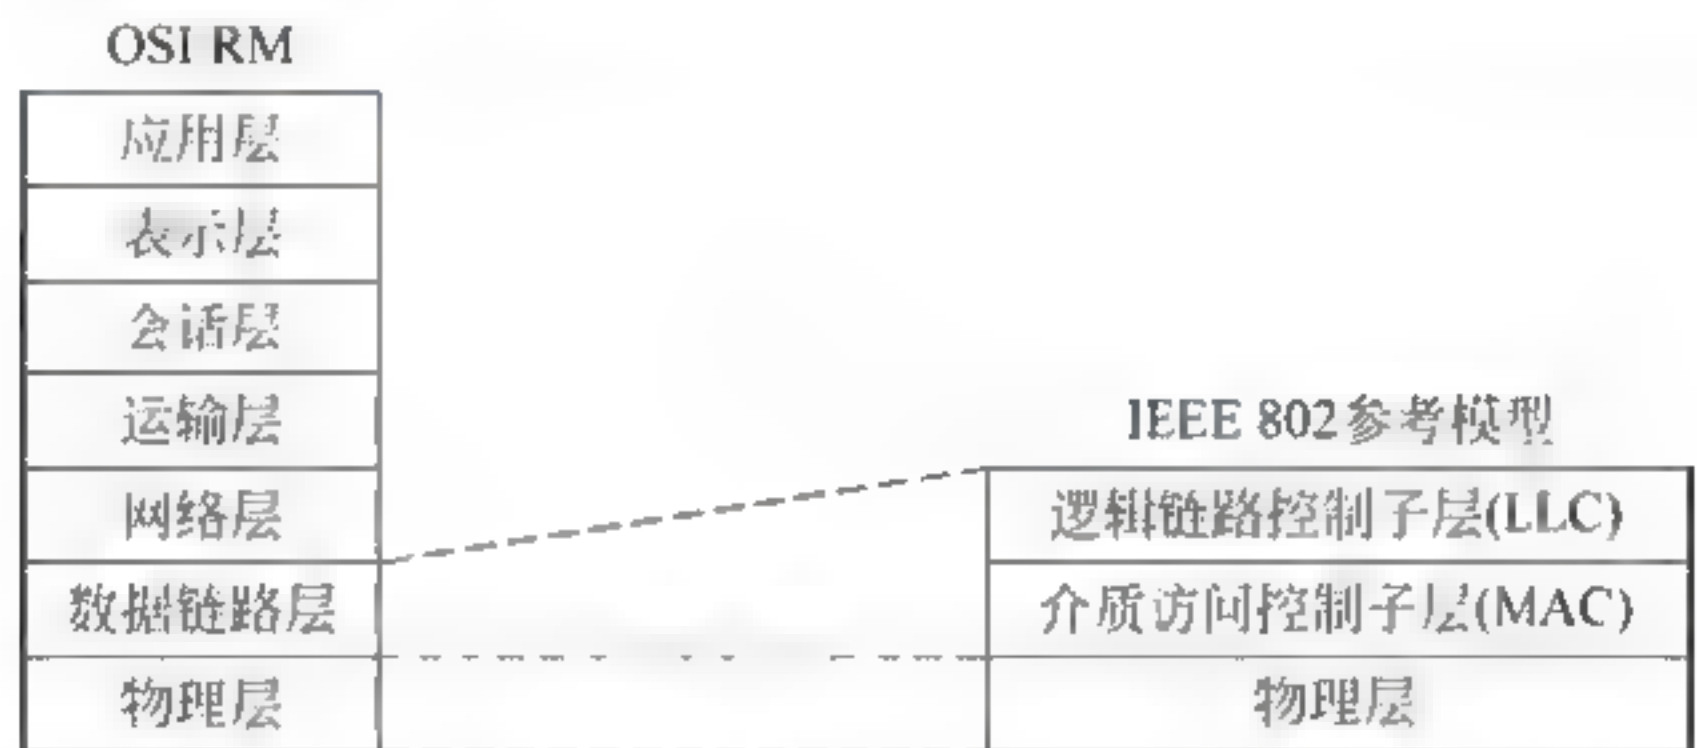 OSI RM
应用层
表示层
会话层
运输层
网络层
数据链路层
物理层
IEEE 802参考模型
逻辑链路控制子层(LLC)
介质访问控制子层(MAC)
物理层